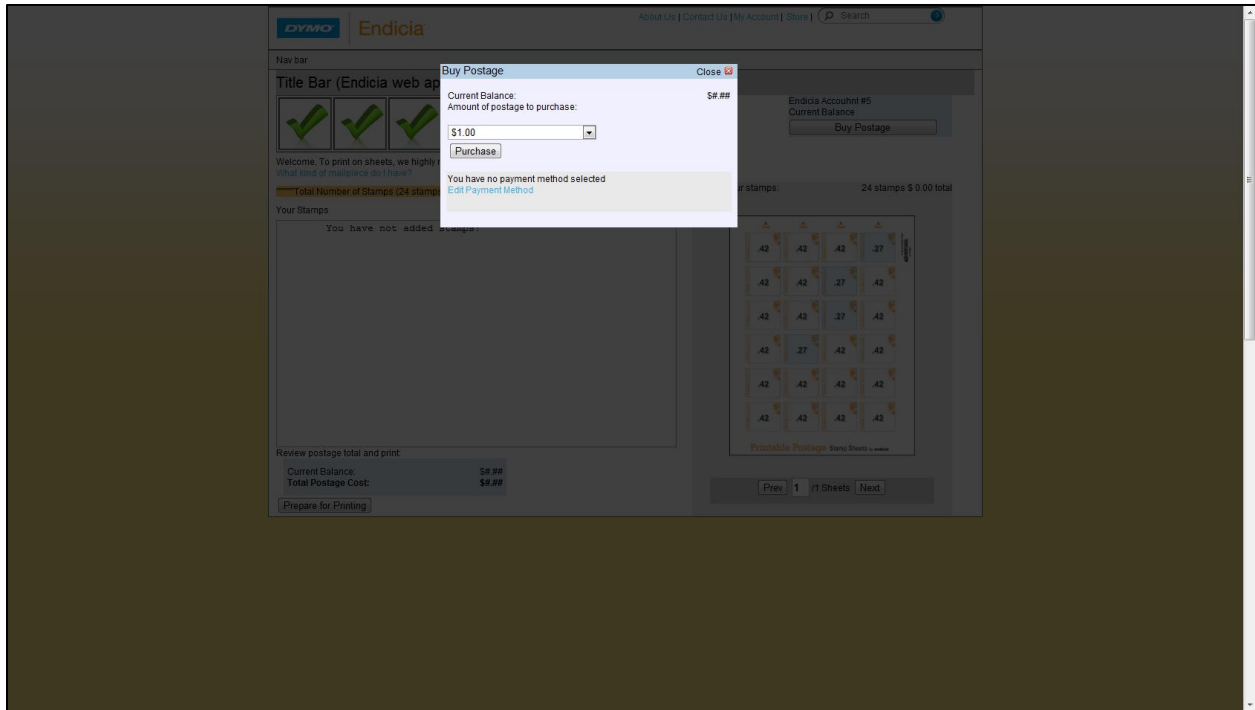 About Us | Contact Us | My Account | Store | Search
DYMO Endicia
Nav bar
Title Bar (Endicia web ap
Buy Postage Close
Current Balance: $#.##
Amount of postage to purchase:
$1.00
Purchase
You have no payment method selected
Edit Payment Method
Endicia Accouhnt #5
Current Balance
Buy Postage
Welcome, To print on sheets, we highly
What kind of mailpiece do I have?
Total Number of Stamps (24 stamps
Your Stamps
You have not added stamps.
stamps: 24 stamps $ 0.00 total
.42 .42 .42 .27
.42 .42 .27 .42
.42 .42 .27 .42
.42 .27 .42 .42
.42 .42 .42 .42
.42 .42 .42 .42
Printable Postage Stamp Sheets
Review postage total and print:
Current Balance: $#.##
Total Postage Cost: $#.##
Prepare for Printing
Prev 1 /1 Sheets Next